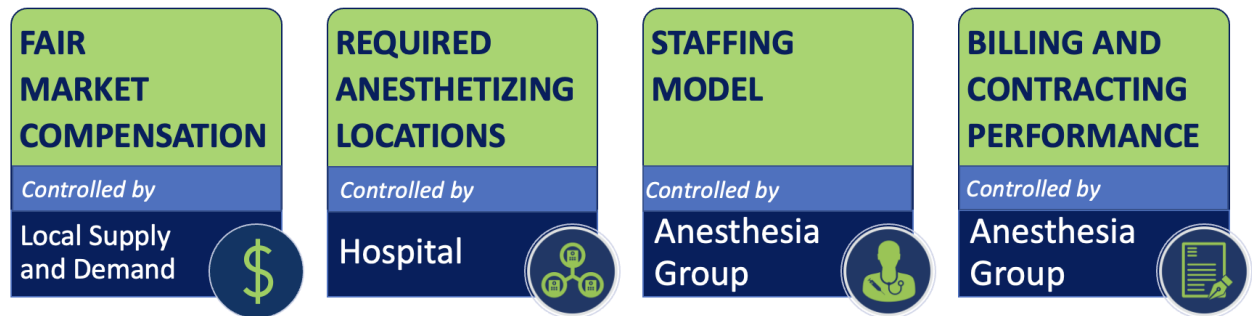 FAIR
MARKET
COMPENSATION
Controlled by
Local Supply
and Demand
$
REQUIRED
ANESTHETIZING
LOCATIONS
Controlled by
Hospital
STAFFING
MODEL
Controlled by
Anesthesia
Group
BILLING AND
CONTRACTING
PERFORMANCE
Controlled by
Anesthesia
Group